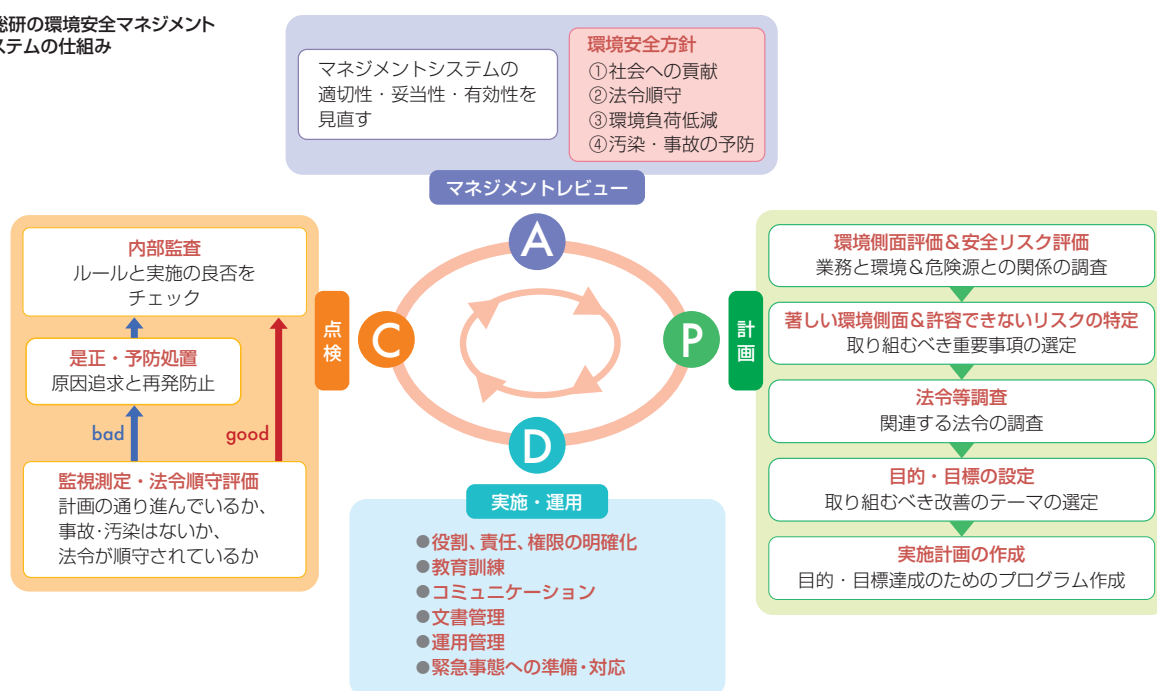 総研の環境安全マネジメント
ステムの仕組み
マネジメントシステムの
適切性・妥当性・有効性を
見直す
環境安全方針
①社会への貢献
②法令順守
③環境負荷低減
④汚染・事故の予防
マネジメントレビュー
A
内部監査
ルールと実施の良否を
チェック
是正・予防処置
原因追求と再発防止
bad
good
監視測定・法令順守評価
計画の通り進んでいるか、
事故・汚染はないか、
法令が順守されているか
点検
C
P
計画
環境側面評価&安全リスク評価
業務と環境&危険源との関係の調査
著しい環境側面&許容できないリスクの特定
取り組むべき重要事項の選定
法令等調査
関連する法令の調査
目的・目標の設定
取り組むべき改善のテーマの選定
実施計画の作成
目的・目標達成のためのプログラム作成
D
実施・運用
●役割、責任、権限の明確化
●教育訓練
●コミュニケーション
●文書管理
●運用管理
●緊急事態への準備・対応